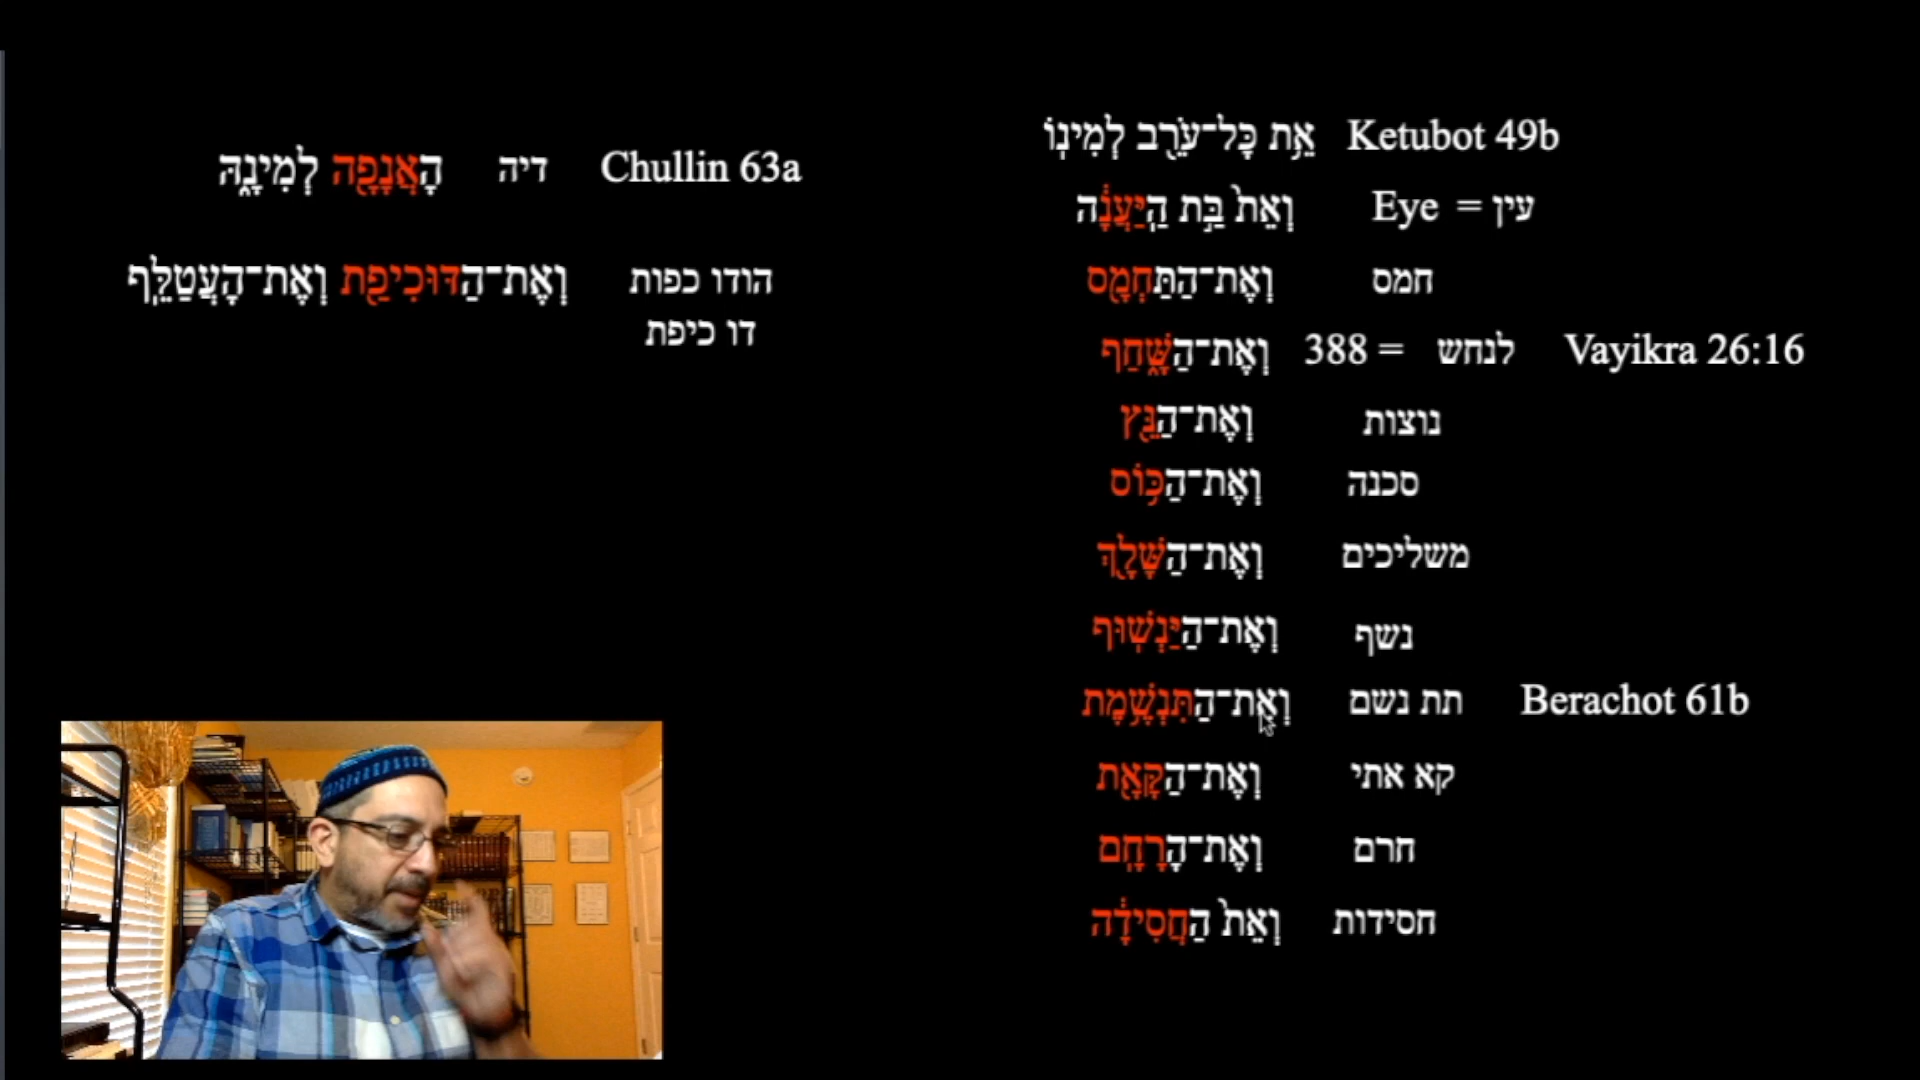 אֵ֥ת כָּל־עֹרֵ֖ב לְמִינֽוֹ Ketubot 49b
וְאֵת֙ בַּ֣ת הַֽיַּעֲנָ֔ה Eye = עין
וְאֶת־הַתַּחְמָ֖ס חמס
וְאֶת־הַשָּׁ֑חַף 388 = לנחש Vayikra 26:16
וְאֶת־הַנֵּ֖ץ נוצות
וְאֶת־הַכּ֥וֹס סכנה
וְאֶת־הַשָּׁלָ֖ךְ משליכים
וְאֶת־הַיַּנְשֽׁוּף נשף
וְאֶת־הַתִּנְשֶׁ֥מֶת תת נשם Berachot 61b
וְאֶת־הַקָּאָ֖ת קא אתי
וְאֶת־הָרָחָֽם חרם
וְאֵת֙ הַחֲסִידָ֔ה חסידות
הָאֲנָפָ֖ה לְמִינָ֑הּ דיה Chullin 63a
וְאֶת־הַדּוּכִיפַ֖ת וְאֶת־הָעֲטַלֵּֽף הודו כפות
דו כיפת